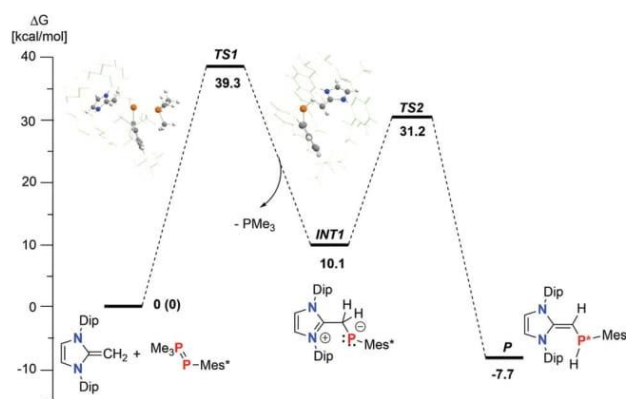 ΔG
[kcal/mol]
40
30
20
10
0
-10
TS1
39.3
TS2
31.2
- PMe3
INT1
10.1
0 (0)
P
-7.7
Dip
N
N
Dip
CH2
+
Me3P
P
Mes*
Dip
N
N
⊕
Dip
H
H
⊖
P
Mes*
Dip
N
N
Dip
H
P*
H
Mes